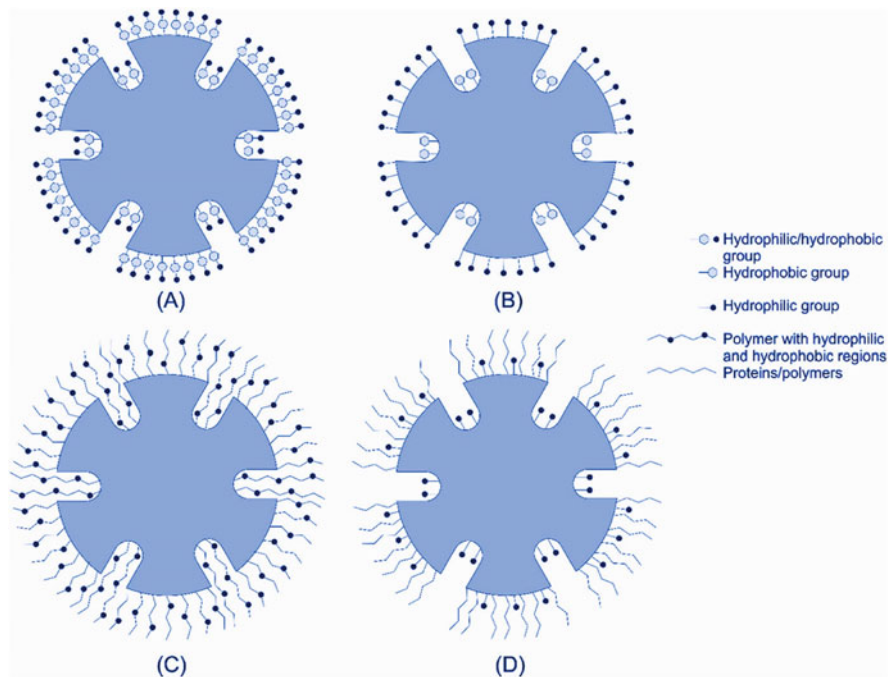 (A)
(B)
Hydrophilic/hydrophobic
group
Hydrophobic group
Hydrophilic group
Polymer with hydrophilic
and hydrophobic regions
Proteins/polymers
(C)
(D)